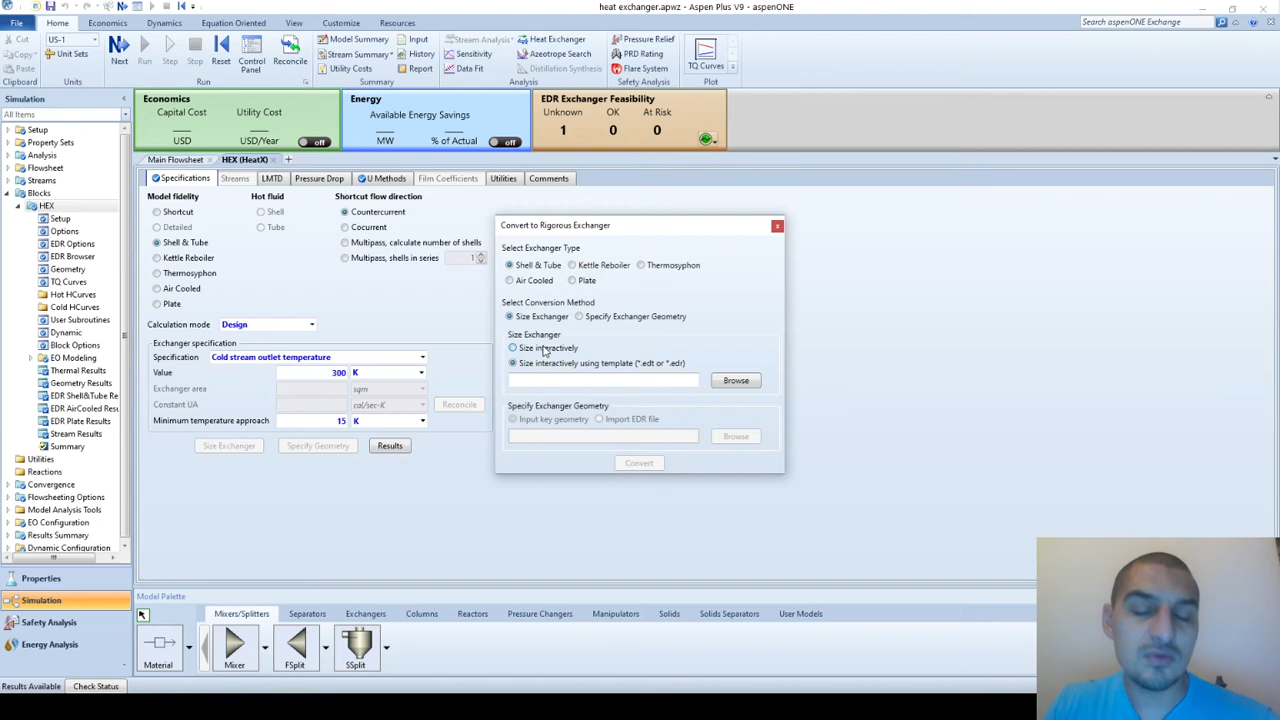 heat exchanger.apwz - Aspen Plus V9 - aspenONE
File Home Economics Dynamics Equation Oriented View Customize Resources Search aspenONE Exchange
Cut
Copy
Paste
Clipboard
US-1
Unit Sets
Units
Next
Run
Step
Stop
Reset
Control Panel
Reconcile
Run
Model Summary
Input
Stream Summary
History
Utility Costs
Report
Summary
Stream Analysis
Heat Exchanger
Sensitivity
Azeotrope Search
Data Fit
Distillation Synthesis
Analysis
Pressure Relief
PRD Rating
Flare System
Safety Analysis
TQ Curves
Plot
Simulation
All Items
Setup
Property Sets
Analysis
Flowsheet
Streams
Blocks
HEX
Setup
Options
EDR Options
EDR Browser
Geometry
TQ Curves
Hot HCurves
Cold HCurves
User Subroutines
Dynamic
Block Options
EO Modeling
Thermal Results
Geometry Results
EDR Shell&Tube Res
EDR AirCooled Res
EDR Plate Results
Stream Results
Summary
Utilities
Reactions
Convergence
Flowsheeting Options
Model Analysis Tools
EO Configuration
Results Summary
Dynamic Configuration
Properties
Simulation
Safety Analysis
Energy Analysis
Economics
Capital Cost Utility Cost
USD USD/Year off
Energy
Available Energy Savings
MW % of Actual off
EDR Exchanger Feasibility
Unknown OK At Risk
1 0 0
Main Flowsheet HEX (HeatX)
Specifications Streams LMTD Pressure Drop U Methods Film Coefficients Utilities Comments
Model fidelity Hot fluid Shortcut flow direction
Shortcut Shell Countercurrent
Detailed Tube Cocurrent
Shell & Tube Multipass, calculate number of shells
Kettle Reboiler Multipass, shells in series 1
Thermosyphon
Air Cooled
Plate
Calculation mode Design
Exchanger specification
Specification Cold stream outlet temperature
Value 300 K
Exchanger area sqm
Constant UA cal/sec-K Reconcile
Minimum temperature approach 15 K
Size Exchanger Specify Geometry Results
Convert to Rigorous Exchanger x
Select Exchanger Type
Shell & Tube Kettle Reboiler Thermosyphon
Air Cooled Plate
Select Conversion Method
Size Exchanger Specify Exchanger Geometry
Size Exchanger
Size interactively
Size interactively using template (*.edt or *.edr)
Browse
Specify Exchanger Geometry
Input key geometry Import EDR file
Browse
Convert
Model Palette
Mixers/Splitters Separators Exchangers Columns Reactors Pressure Changers Manipulators Solids Solids Separators User Models
Material Mixer FSplit SSplit
Results Available Check Status